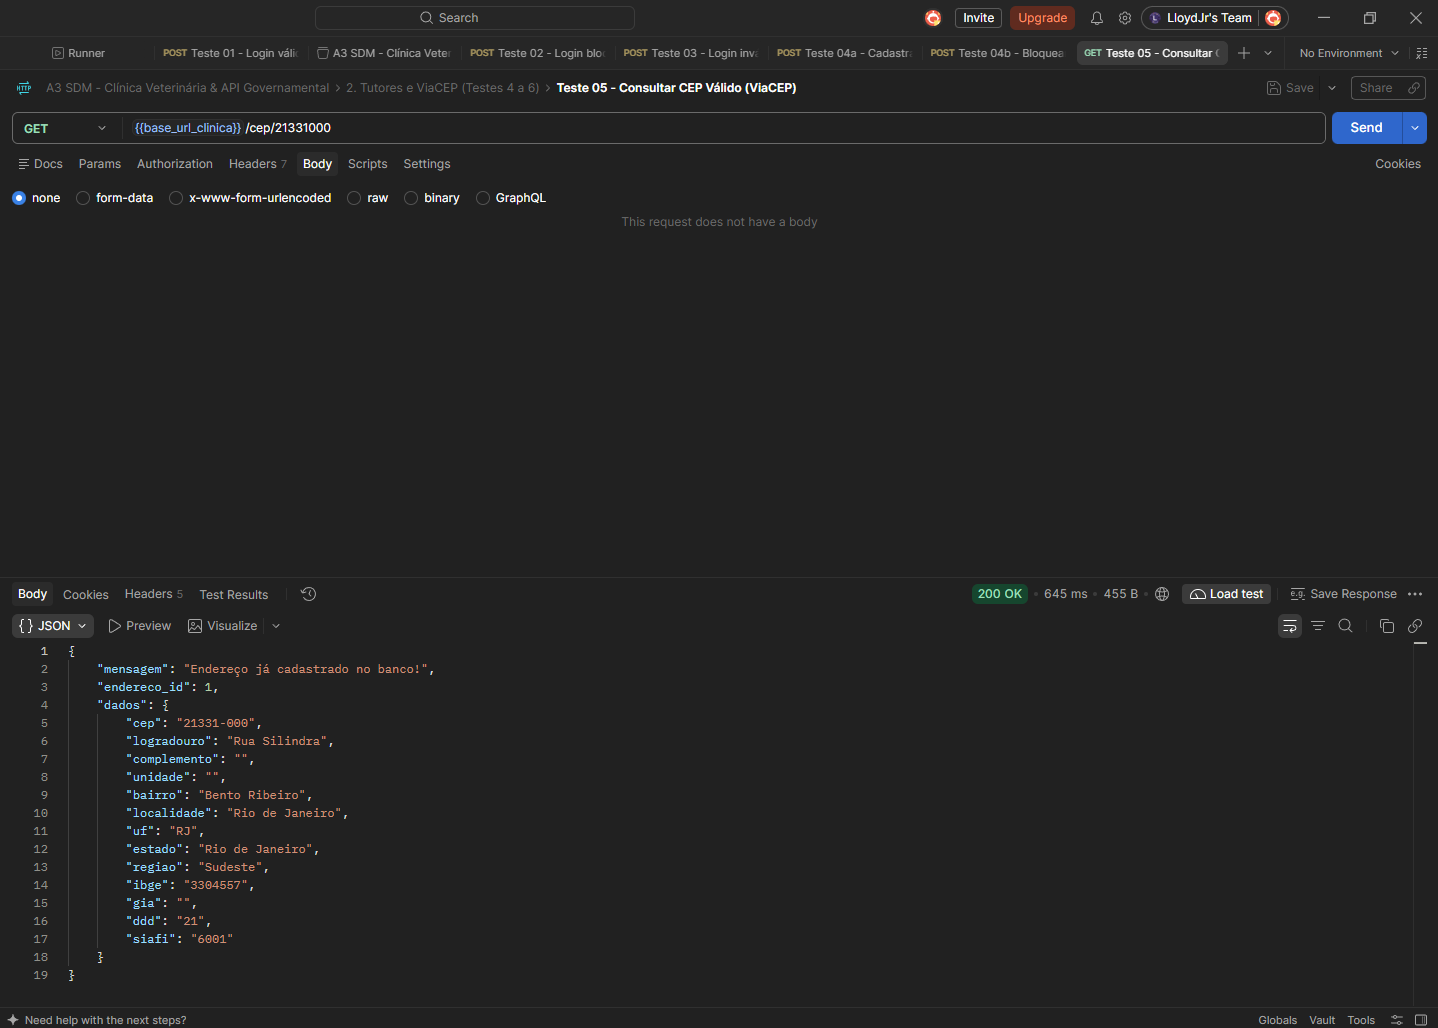 Search
Invite
Upgrade
LloydJr's Team
Runner
POST Teste 01 - Login váli
A3 SDM - Clínica Veter
POST Teste 02 - Login blo
POST Teste 03 - Login inv
POST Teste 04a - Cadastr
POST Teste 04b - Bloquea
GET Teste 05 - Consultar
No Environment
HTTP
A3 SDM - Clínica Veterinária & API Governamental > 2. Tutores e ViaCEP (Testes 4 a 6) > Teste 05 - Consultar CEP Válido (ViaCEP)
Save
Share
GET
{{base_url_clinica}} /cep/21331000
Send
Docs Params Authorization Headers 7 Body Scripts Settings
Cookies
none form-data x-www-form-urlencoded raw binary GraphQL
This request does not have a body
Body Cookies Headers 5 Test Results
200 OK • 645 ms • 455 B
Load test
e.g. Save Response
{} JSON Preview Visualize
1 {
2 "mensagem": "Endereço já cadastrado no banco!",
3 "endereco_id": 1,
4 "dados": {
5 "cep": "21331-000",
6 "logradouro": "Rua Silindra",
7 "complemento": "",
8 "unidade": "",
9 "bairro": "Bento Ribeiro",
10 "localidade": "Rio de Janeiro",
11 "uf": "RJ",
12 "estado": "Rio de Janeiro",
13 "regiao": "Sudeste",
14 "ibge": "3304557",
15 "gia": "",
16 "ddd": "21",
17 "siafi": "6001"
18 }
19 }
Need help with the next steps?
Globals Vault Tools